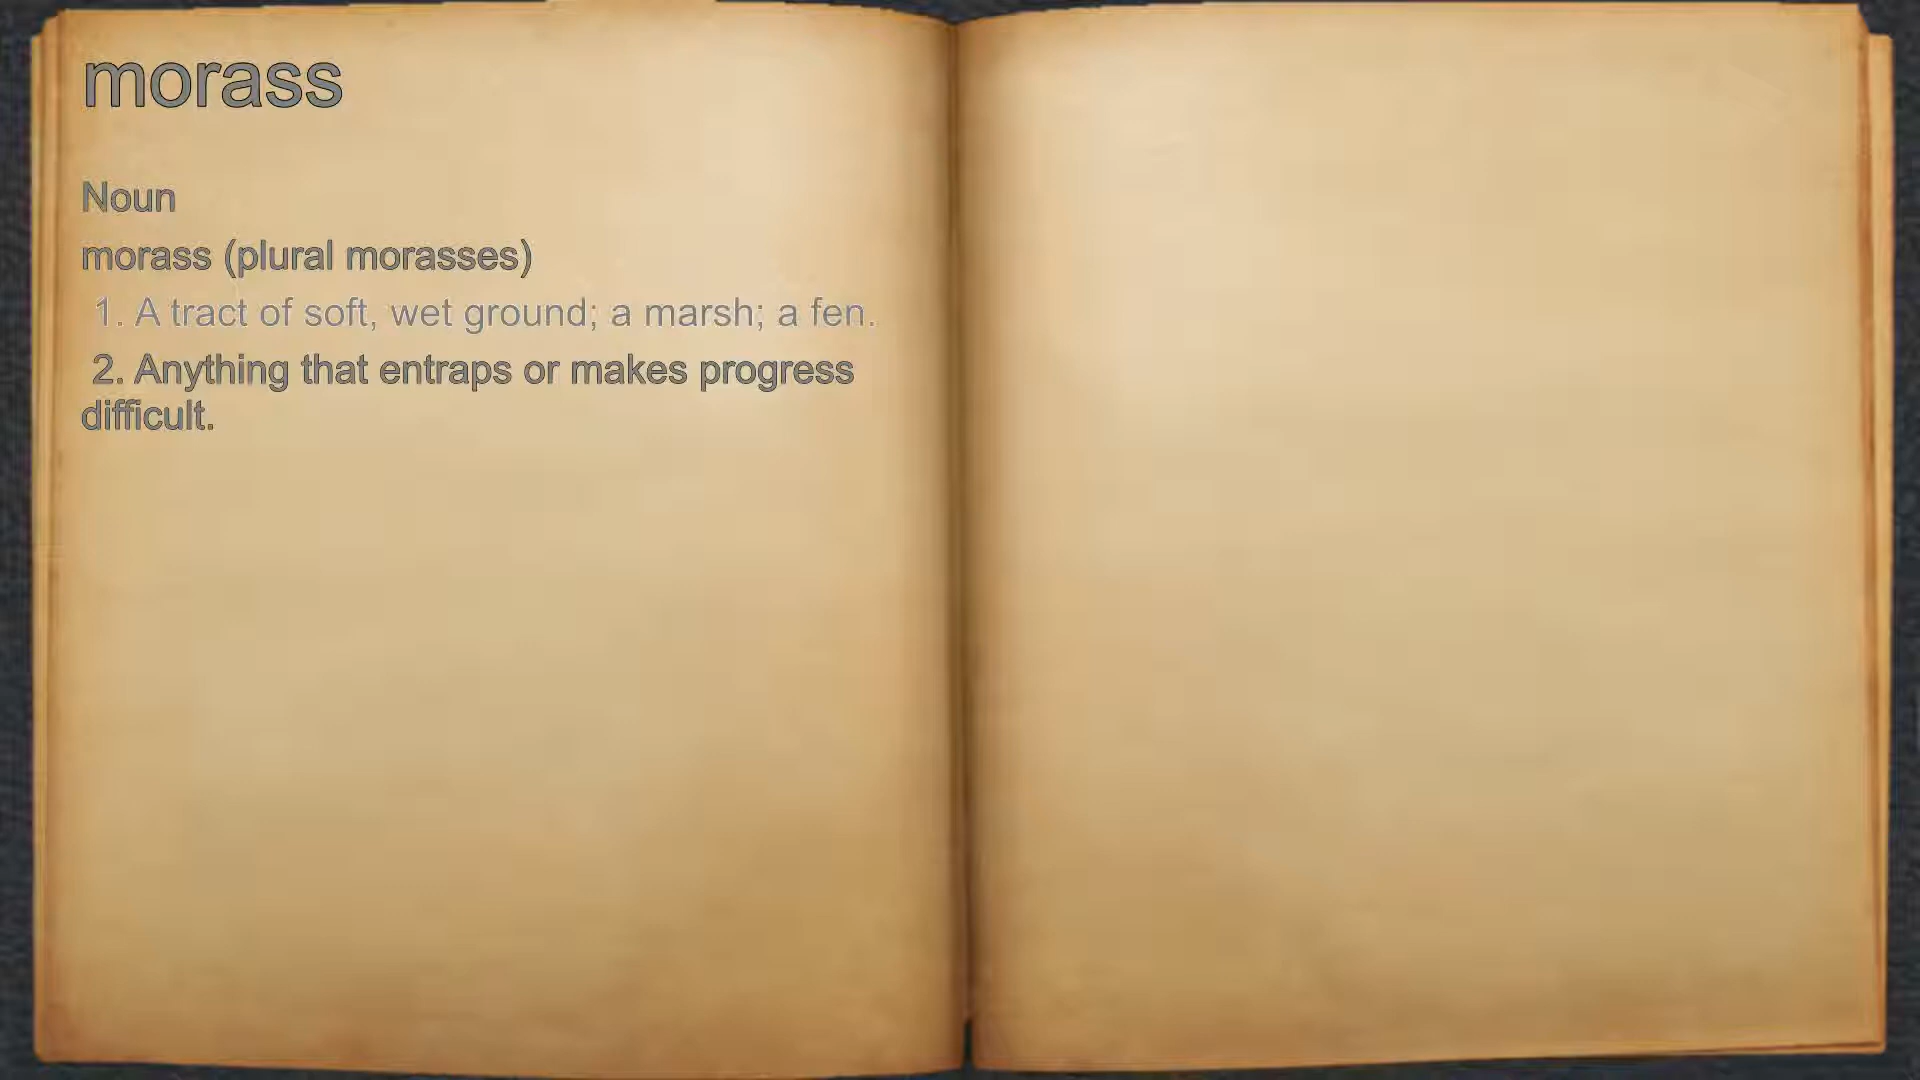 morass
Noun
morass (plural morasses)
1. A tract of soft, wet ground; a marsh; a fen.
2. Anything that entraps or makes progress
difficult.